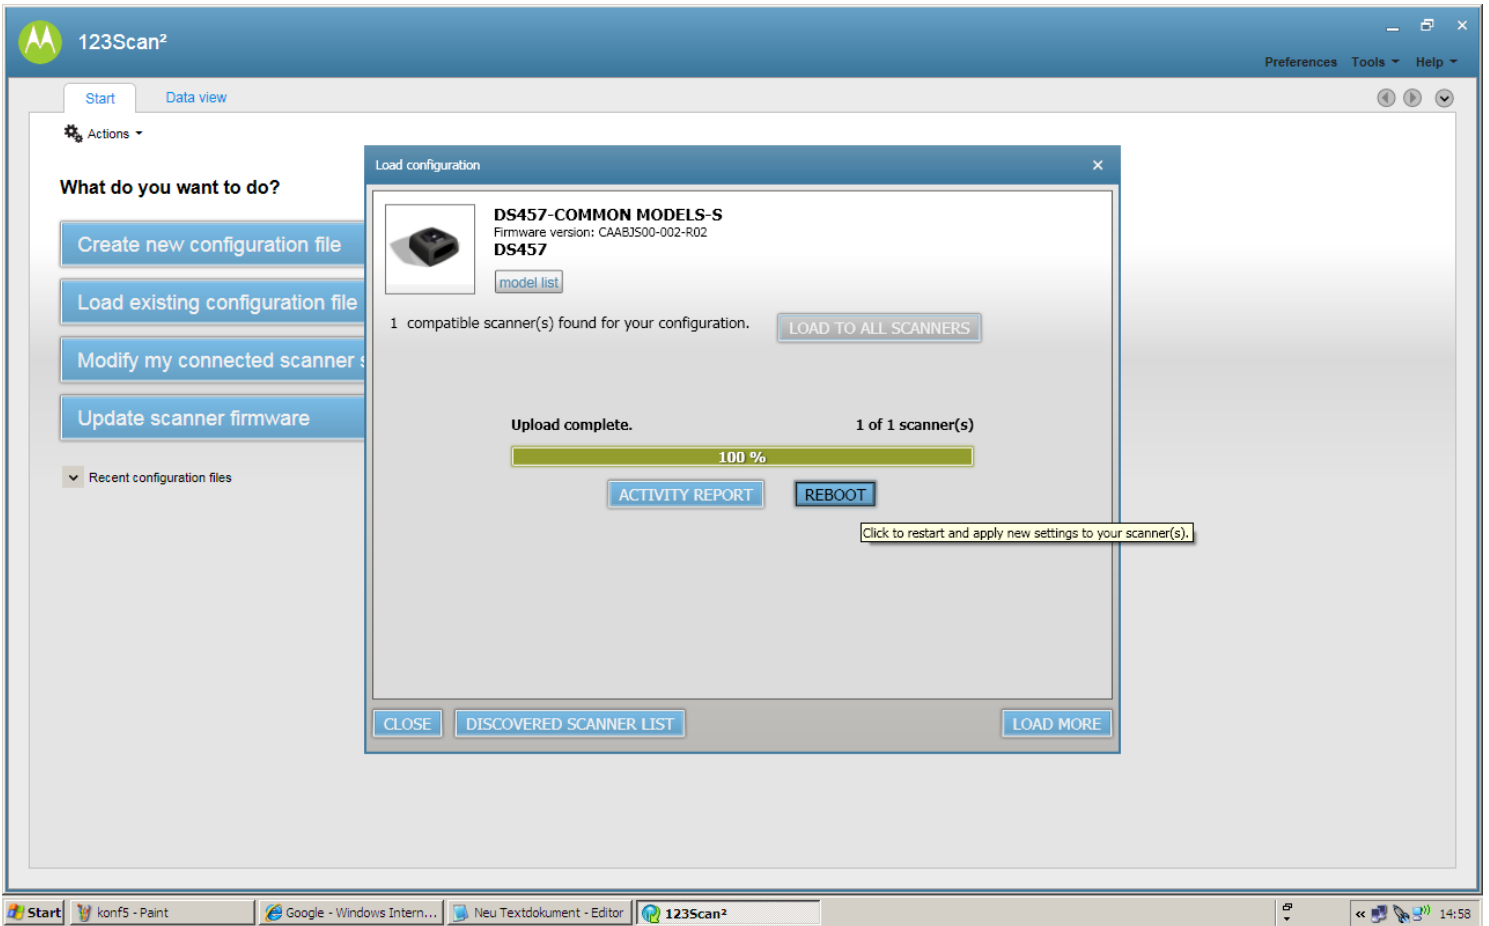 123Scan²
Preferences Tools Help
Start Data view
Actions
What do you want to do?
Create new configuration file
Load existing configuration file
Modify my connected scanner s
Update scanner firmware
Recent configuration files
Load configuration
DS457-COMMON MODELS-S
Firmware version: CAABJS00-002-R02
DS457
model list
1 compatible scanner(s) found for your configuration.
LOAD TO ALL SCANNERS
Upload complete. 1 of 1 scanner(s)
100 %
ACTIVITY REPORT REBOOT
Click to restart and apply new settings to your scanner(s).
CLOSE DISCOVERED SCANNER LIST LOAD MORE
Start konf5 - Paint Google - Windows Intern... Neu Textdokument - Editor 123Scan² 14:58